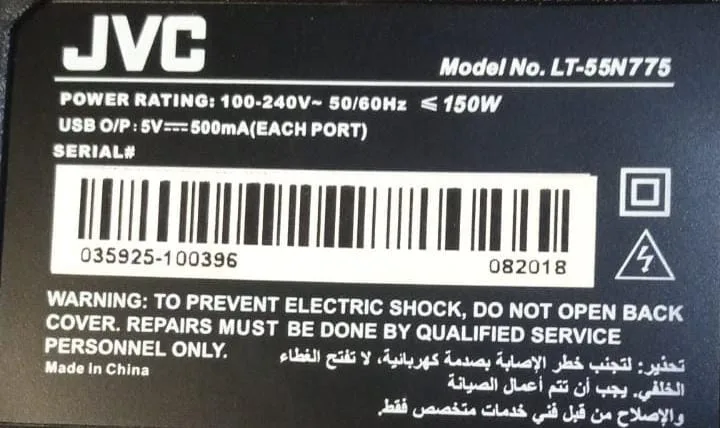 JVC
Model No. LT-55N775
POWER RATING: 100-240V~ 50/60Hz ≤150W
USB O/P: 5V⎓500mA(EACH PORT)
SERIAL#
035925-100396
082018
WARNING: TO PREVENT ELECTRIC SHOCK, DO NOT OPEN BACK
COVER. REPAIRS MUST BE DONE BY QUALIFIED SERVICE
PERSONNEL ONLY.
Made in China
تحذير: لتجنب خطر الإصابة بصدمة كهربائية، لا تفتح الغطاء
الخلفي. يجب أن تتم أعمال الصيانة
والإصلاح من قبل فني خدمات متخصص فقط.